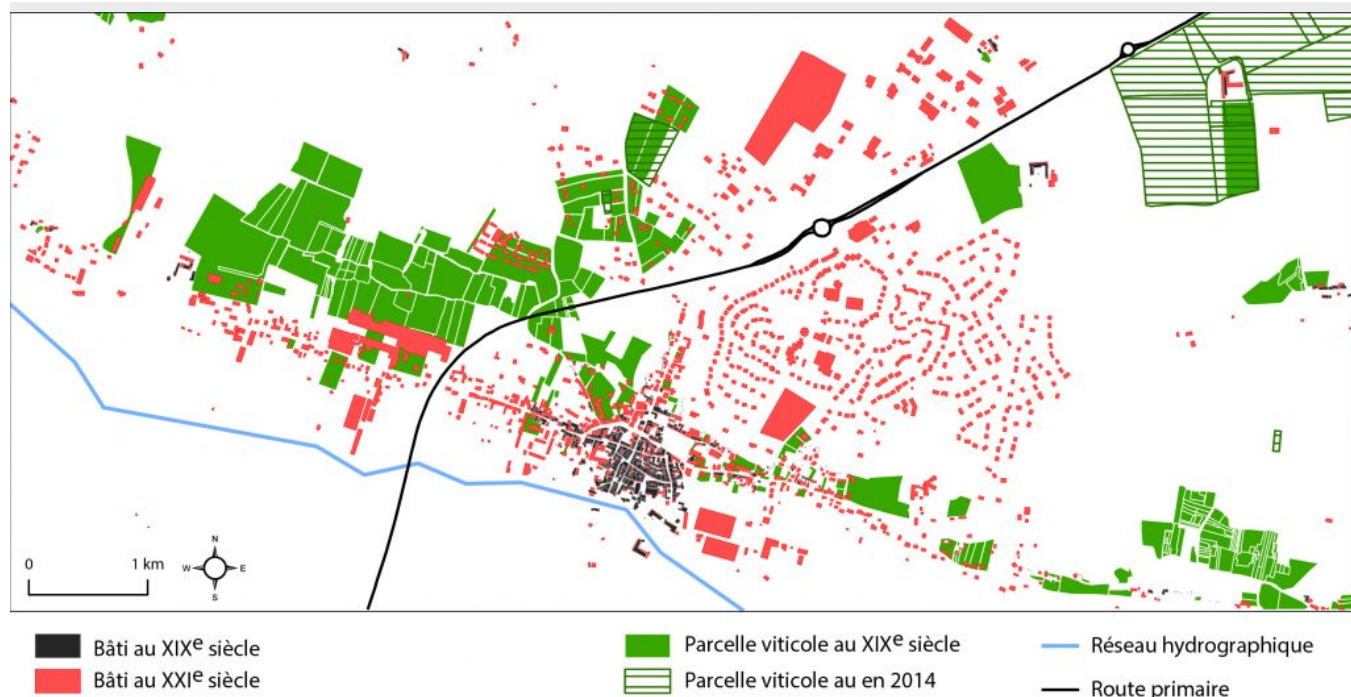 N
W E
S
0 1 km
Bâti au XIXe siècle
Bâti au XXIe siècle
Parcelle viticole au XIXe siècle
Parcelle viticole au en 2014
Réseau hydrographique
Route primaire